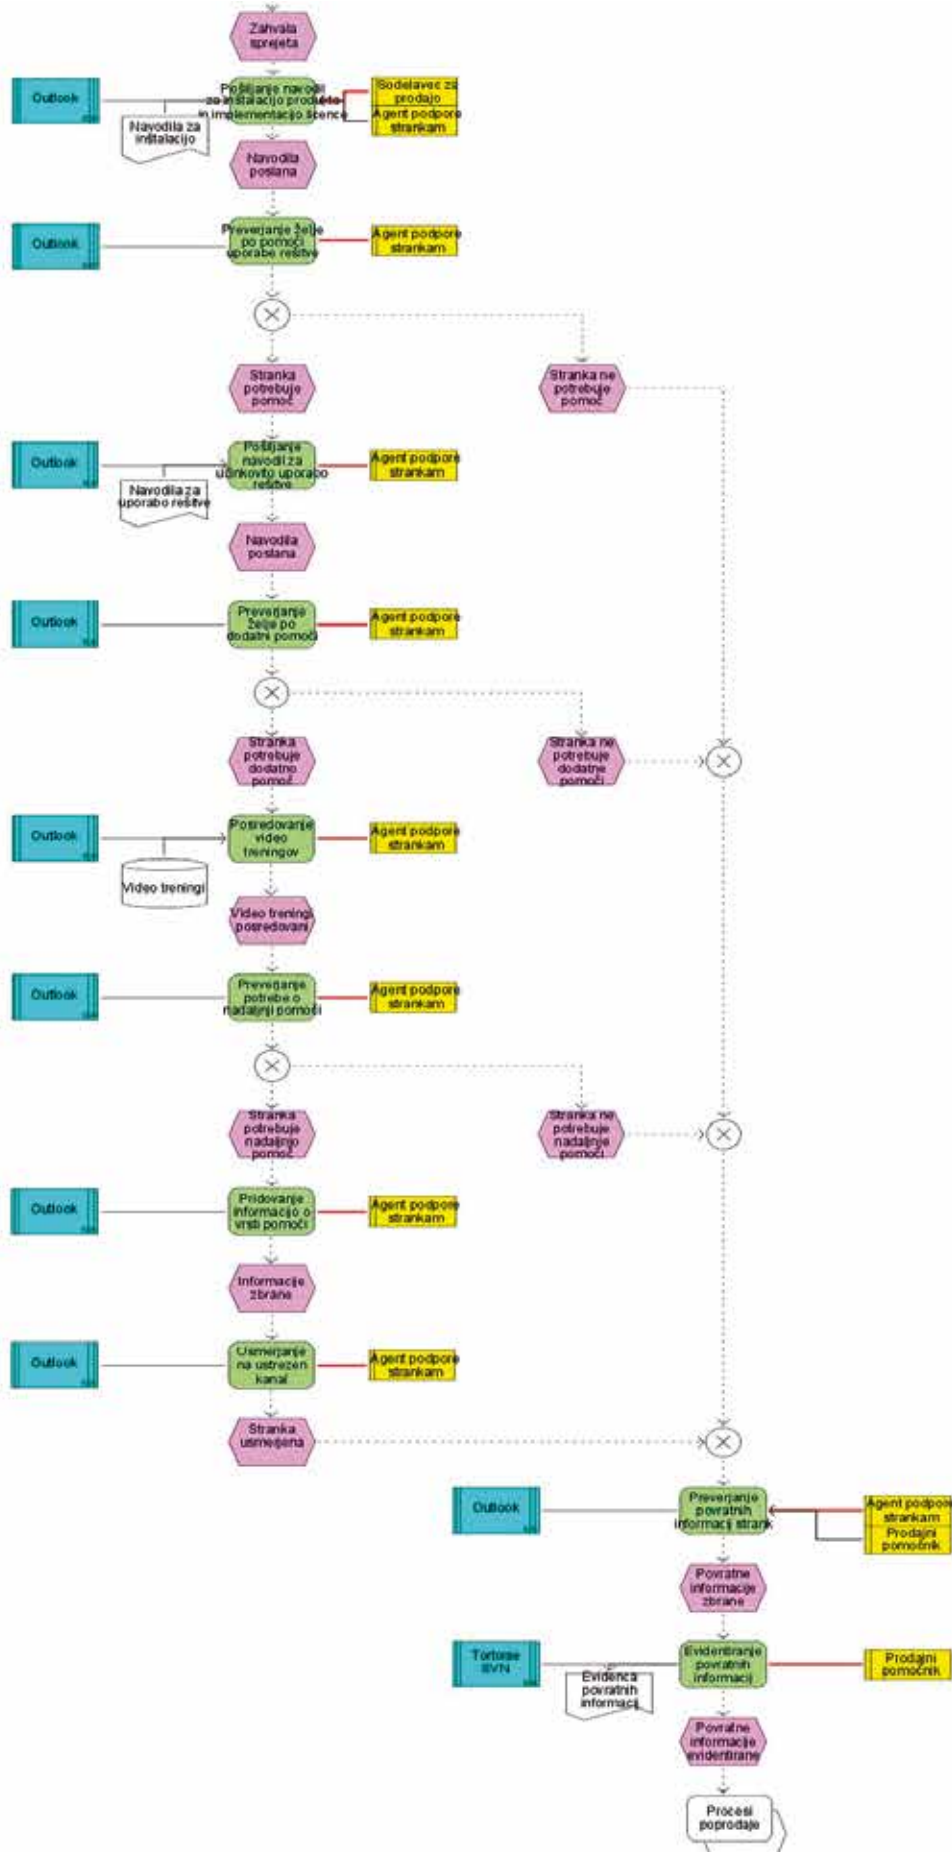 Zahvala
sprejeta
Outlook
Pošiljanje navodil
za instalacijo produkta
in implementacijo licence
Sodelavec za
prodajo
Agent podpore
strankam
Navodila za
inštalacijo
Navodila
poslana
Outlook
Preverjanje želje
po pomoči
uporabe rešitve
Agent podpore
strankam
Stranka
potrebuje
pomoč
Stranka ne
potrebuje
pomoč
Outlook
Pošiljanje
navodil za
učinkovito uporabo
rešitve
Agent podpore
strankam
Navodila za
uporabo rešitve
Navodila
poslana
Outlook
Preverjanje
želje po
dodatni pomoči
Agent podpore
strankam
Stranka
potrebuje
dodatno
pomoč
Stranka ne
potrebuje
dodatne
pomoči
Outlook
Posredovanje
video
treningov
Agent podpore
strankam
Video treningi
Video treningi
posredovani
Outlook
Preverjanje
potrebe o
nadaljnji pomoči
Agent podpore
strankam
Stranka
potrebuje
nadaljnjo
pomoč
Stranka ne
potrebuje
nadaljnje
pomoči
Outlook
Pridovanje
informacijo o
vrsti pomoči
Agent podpore
strankam
Informacije
zbrane
Outlook
Usmerjanje
na ustrezen
kanal
Agent podpore
strankam
Stranka
usmerjena
Outlook
Preverjanje
povratnih
informacij strank
Agent podpore
strankam
Prodajni
pomočnik
Povratne
informacije
zbrane
Tortoise
SVN
Evidentiranje
povratnih
informacij
Prodajni
pomočnik
Evidenca
povratnih
informacij
Povratne
informacije
evidentirane
Procesi
poprodaje